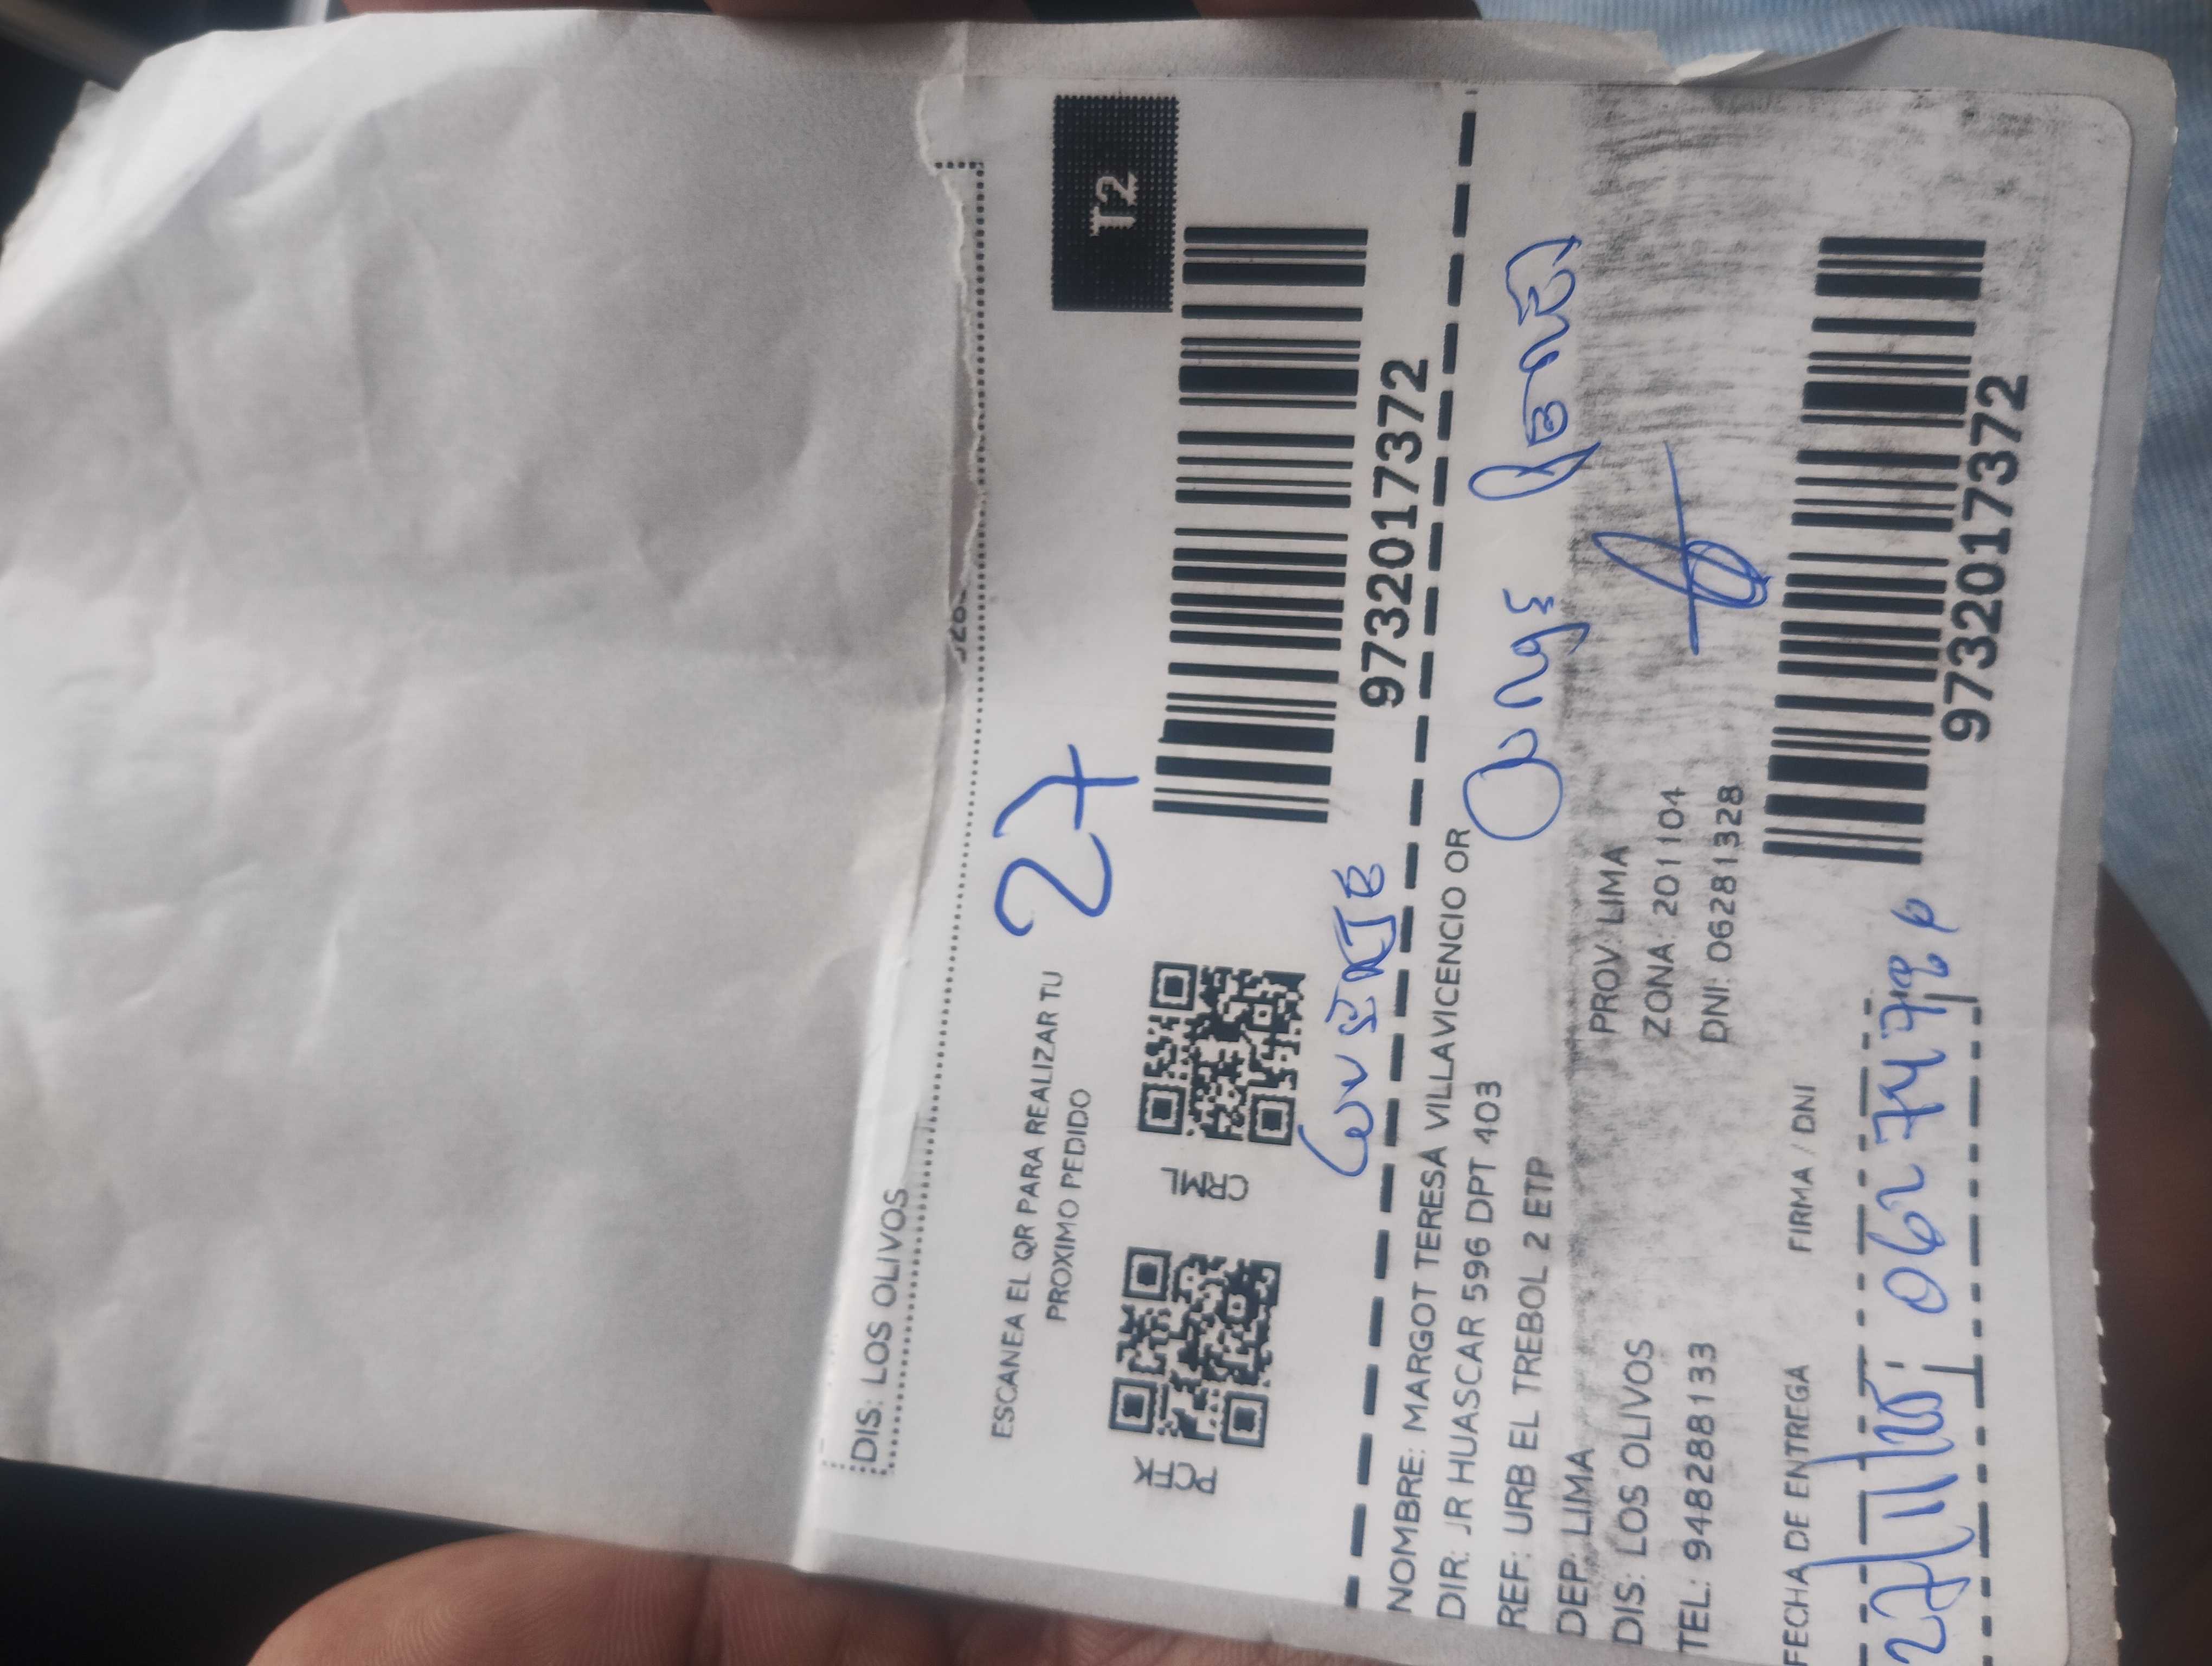 DIS: LOS OLIVOS
ESCANEA EL QR PARA REALIZAR TU
PROXIMO PEDIDO
27
T2
PCTK
CRML
9732017372
NOMBRE: MARGOT TERESA VILLAVICENCIO OR
DIR: JR HUASCAR 596 DPT 403
REF: URB EL TREBOL 2 ETP
DEP: LIMA
PROV: LIMA
DIS: LOS OLIVOS
ZONA: 201104
TEL: 948288133
DNI: 06281328
FECHA DE ENTREGA
FIRMA / DNI
9732017372